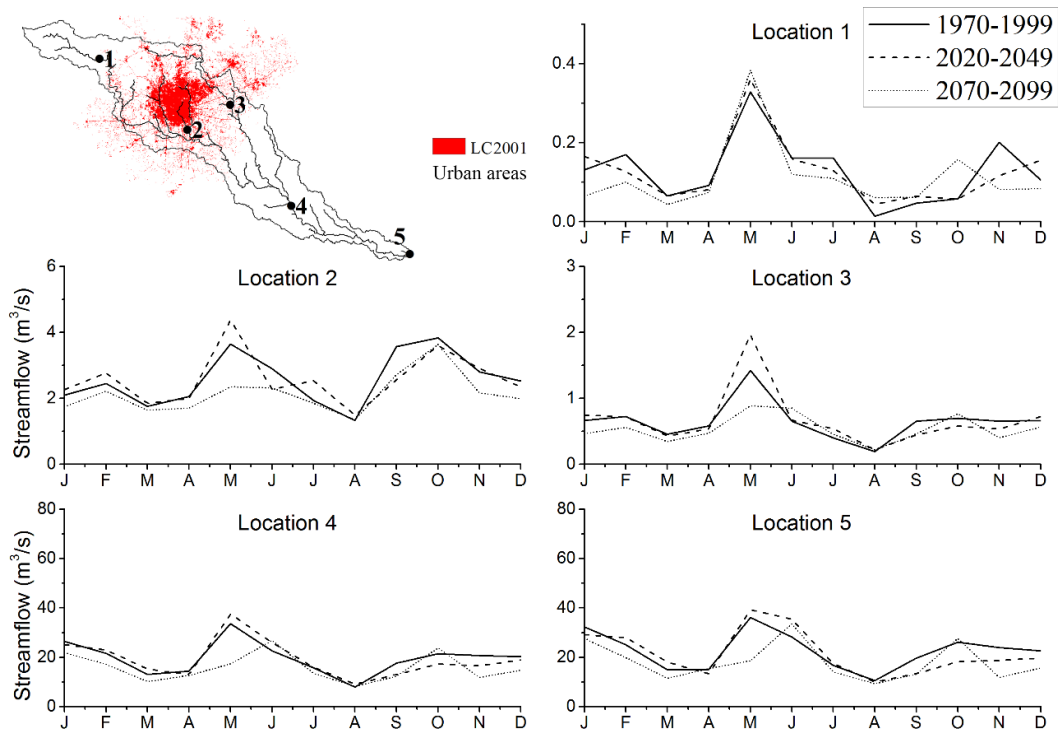 Location 1
1970-1999
2020-2049
2070-2099
0.4
0.2
0.0
J F M A M J J A S O N D
1
2
3
4
5
LC2001
Urban areas
Location 2
Streamflow (m³/s)
6
4
2
0
J F M A M J J A S O N D
Location 3
3
2
1
0
J F M A M J J A S O N D
Location 4
Streamflow (m³/s)
80
60
40
20
0
J F M A M J J A S O N D
Location 5
80
60
40
20
0
J F M A M J J A S O N D